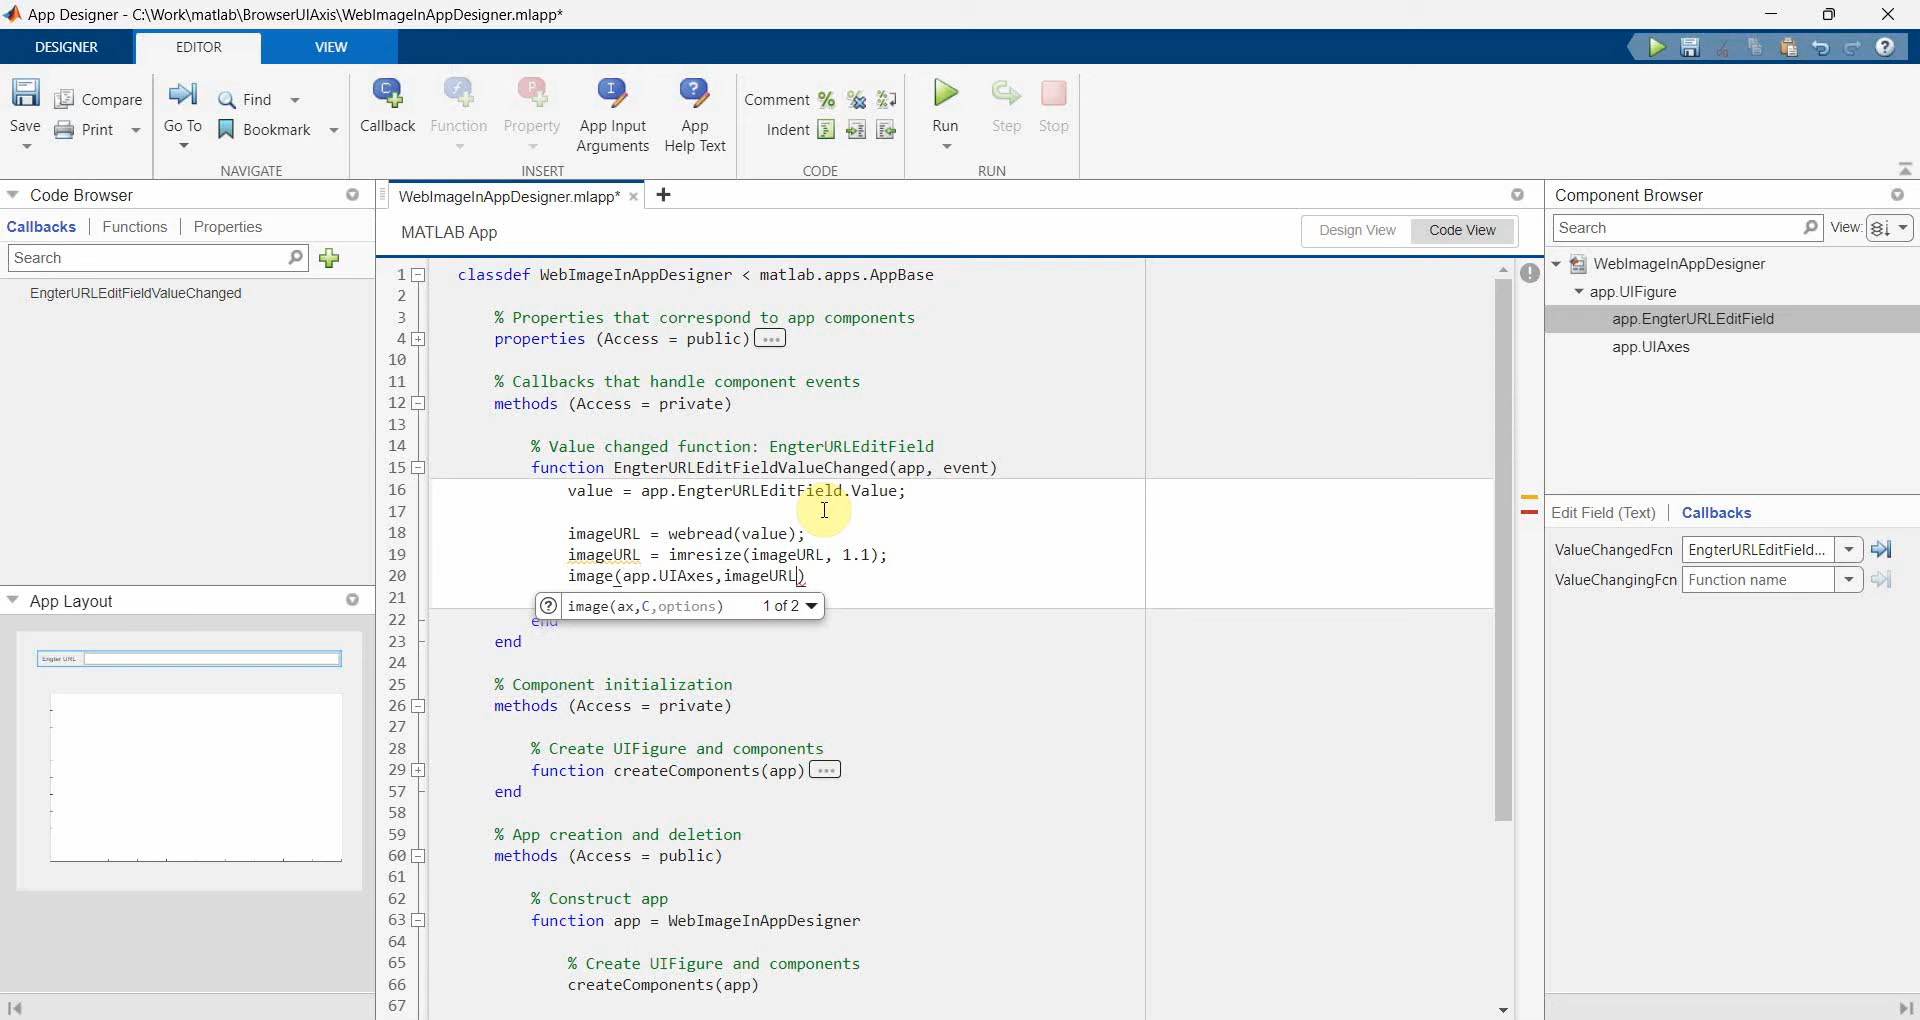 App Designer - C:\Work\matlab\BrowserUIAxis\WebImageInAppDesigner.mlapp*
DESIGNER
EDITOR
VIEW
Save
Compare
Print
Go To
Find
Bookmark
NAVIGATE
Callback
Function
Property
App Input
Arguments
App
Help Text
INSERT
Comment
Indent
CODE
Run
Step
Stop
RUN
Code Browser
Callbacks
Functions
Properties
Search
EngterURLEditFieldValueChanged
App Layout
Engter URL
WebImageInAppDesigner.mlapp*
MATLAB App
Design View
Code View
1 classdef WebImageInAppDesigner < matlab.apps.AppBase
2
3 % Properties that correspond to app components
4 properties (Access = public) ...
10
11 % Callbacks that handle component events
12 methods (Access = private)
13
14 % Value changed function: EngterURLEditField
15 function EngterURLEditFieldValueChanged(app, event)
16 value = app.EngterURLEditField.Value;
17
18 imageURL = webread(value);
19 imageURL = imresize(imageURL, 1.1);
20 image(app.UIAxes,imageURL)
21
image(ax,C,options) 1 of 2
22 end
23 end
24
25 % Component initialization
26 methods (Access = private)
27
28 % Create UIFigure and components
29 function createComponents(app) ...
57 end
58
59 % App creation and deletion
60 methods (Access = public)
61
62 % Construct app
63 function app = WebImageInAppDesigner
64
65 % Create UIFigure and components
66 createComponents(app)
67
Component Browser
Search
View:
WebImageInAppDesigner
app.UIFigure
app.EngterURLEditField
app.UIAxes
Edit Field (Text)
Callbacks
ValueChangedFcn EngterURLEditField...
ValueChangingFcn Function name